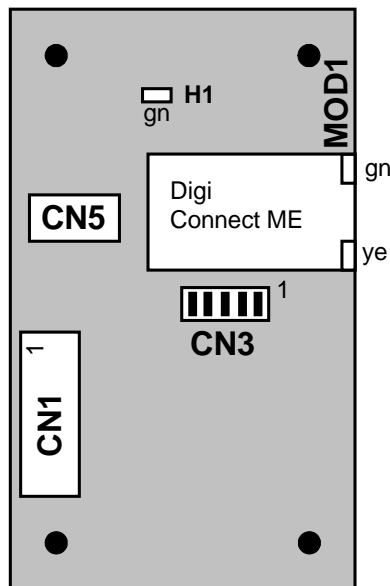 H1
gn
MOD1
Digi
Connect ME
gn
ye
CN5
1
CN3
1
CN1